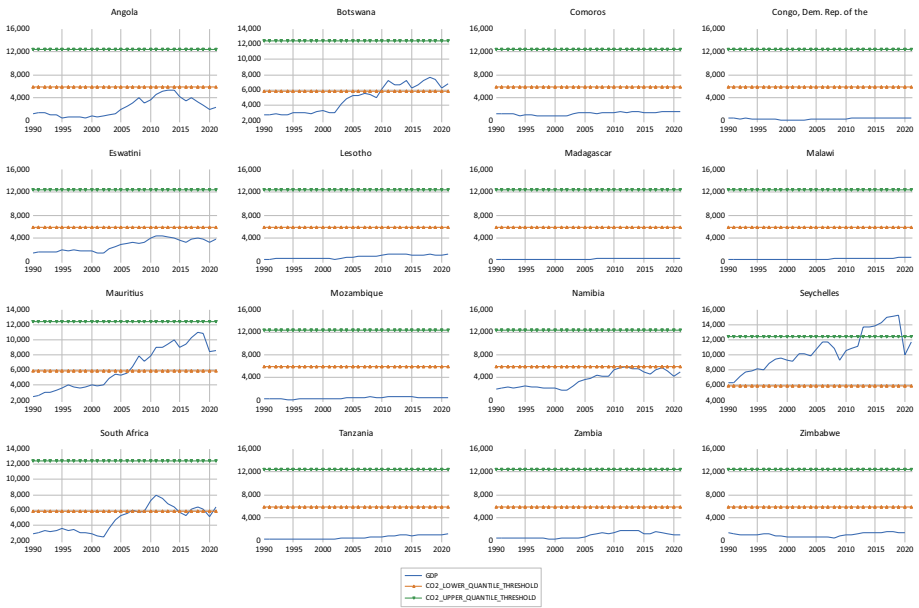 Angola
Botswana
Comoros
Congo, Dem. Rep. of the
16,000
12,000
8,000
4,000
0
1990 1995 2000 2005 2010 2015 2020
14,000
12,000
10,000
8,000
6,000
4,000
2,000
1990 1995 2000 2005 2010 2015 2020
16,000
12,000
8,000
4,000
0
1990 1995 2000 2005 2010 2015 2020
16,000
12,000
8,000
4,000
0
1990 1995 2000 2005 2010 2015 2020
Eswatini
Lesotho
Madagascar
Malawi
16,000
12,000
8,000
4,000
0
1990 1995 2000 2005 2010 2015 2020
16,000
12,000
8,000
4,000
0
1990 1995 2000 2005 2010 2015 2020
16,000
12,000
8,000
4,000
0
1990 1995 2000 2005 2010 2015 2020
16,000
12,000
8,000
4,000
0
1990 1995 2000 2005 2010 2015 2020
Mauritius
Mozambique
Namibia
Seychelles
14,000
12,000
10,000
8,000
6,000
4,000
2,000
1990 1995 2000 2005 2010 2015 2020
16,000
12,000
8,000
4,000
0
1990 1995 2000 2005 2010 2015 2020
16,000
12,000
8,000
4,000
0
1990 1995 2000 2005 2010 2015 2020
16,000
14,000
12,000
10,000
8,000
6,000
4,000
1990 1995 2000 2005 2010 2015 2020
South Africa
Tanzania
Zambia
Zimbabwe
14,000
12,000
10,000
8,000
6,000
4,000
2,000
1990 1995 2000 2005 2010 2015 2020
16,000
12,000
8,000
4,000
0
1990 1995 2000 2005 2010 2015 2020
16,000
12,000
8,000
4,000
0
1990 1995 2000 2005 2010 2015 2020
16,000
12,000
8,000
4,000
0
1990 1995 2000 2005 2010 2015 2020
GDP
CO2_LOWER_QUANTILE_THRESHOLD
CO2_UPPER_QUANTILE_THRESHOLD